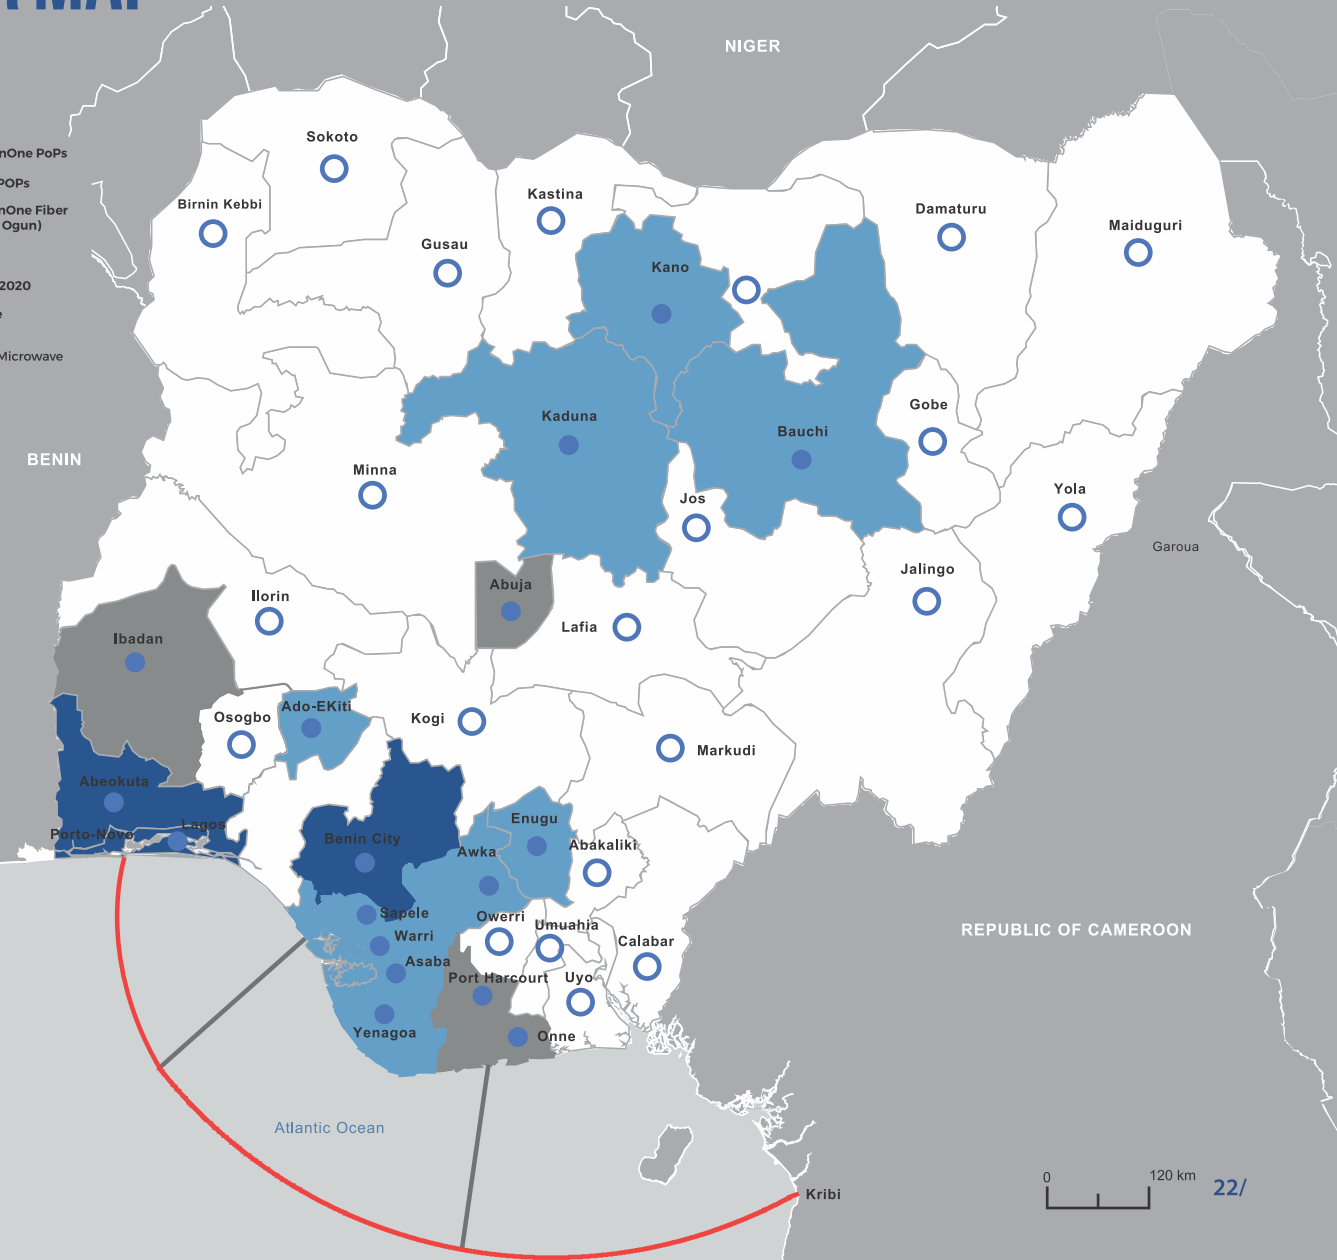 NIGER
nOne PoPs
POPs
nOne Fiber
Ogun)
2020
Microwave
Sokoto
Birnin Kebbi
Gusau
Kastina
Kano
Damaturu
Maiduguri
BENIN
Minna
Kaduna
Bauchi
Gobe
Jos
Yola
Garoua
Jalingo
Abuja
Ilorin
Lafia
Ibadan
Osogbo
Ado-EKiti
Kogi
Markudi
Abeokuta
Porto-Novo
Lagos
Benin City
Enugu
Awka
Abakaliki
Sapele
Owerri
Umuahia
Warri
Calabar
Asaba
Port Harcourt
Uyo
Yenagoa
Onne
REPUBLIC OF CAMEROON
Atlantic Ocean
Kribi
0
120 km
22/